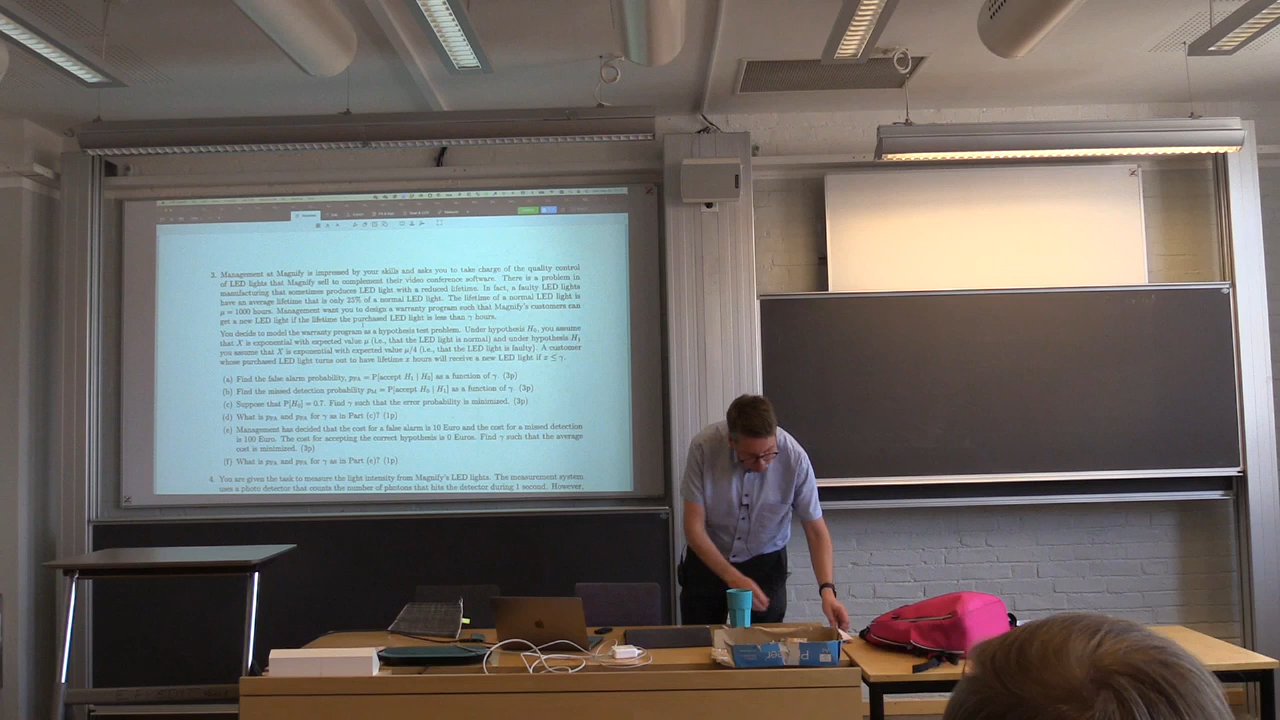 3. Management at Magnify is impressed by your skills and asks you to take charge of the quality control
of LED lights that Magnify sell to complement their video conference software. There is a problem in
manufacturing that sometimes produces LED light with a reduced lifetime. In fact, a faulty LED lights
have an average lifetime that is only 25% of a normal LED light. The lifetime of a normal LED light is
μ = 1000 hours. Management want you to design a warranty program such that Magnify's customers can
get a new LED light if the lifetime the purchased LED light is less than γ hours.
You decide to model the warranty program as a hypothesis test problem. Under hypothesis H₀, you assume
that X is exponential with expected value μ (i.e., that the LED light is normal) and under hypothesis H₁
you assume that X is exponential with expected value μ/4 (i.e., that the LED light is faulty). A customer
whose purchased LED light turns out to have lifetime x hours will receive a new LED light if x ≤ γ.
(a) Find the false alarm probability, pFA = P[accept H₁ | H₀] as a function of γ. (3p)
(b) Find the missed detection probability pM = P[accept H₀ | H₁] as a function of γ. (3p)
(c) Suppose that P[H₀] = 0.7. Find γ such that the error probability is minimized. (3p)
(d) What is pFA and pFA for γ as in Part (c)? (1p)
(e) Management has decided that the cost for a false alarm is 10 Euro and the cost for a missed detection
is 100 Euro. The cost for accepting the correct hypothesis is 0 Euros. Find γ such that the average
cost is minimized. (3p)
(f) What is pFA and pFA for γ as in Part (e)? (1p)
4. You are given the task to measure the light intensity from Magnify's LED lights. The measurement system
uses a photo detector that counts the number of photons that hits the detector during 1 second. However,